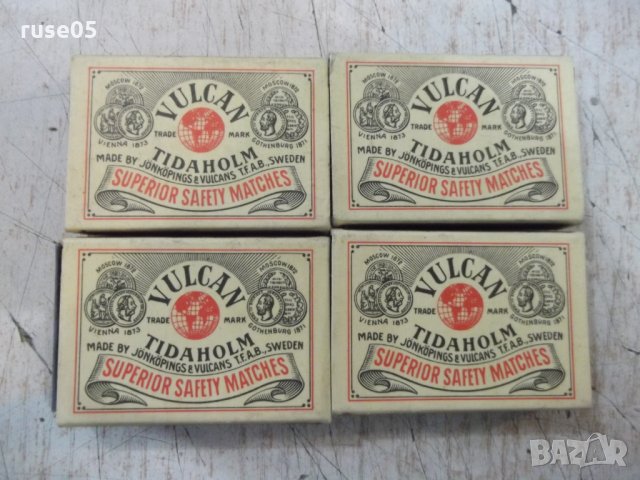 ruse05
MOSCOW 1872
MOSCOW 1872
VULCAN
VIENNA 1873
TRADE MARK
GOTHENBURG 1871
TIDAHOLM
MADE BY JÖNKÖPINGS & VULCANS T.F.A.B., SWEDEN
SUPERIOR SAFETY MATCHES
MOSCOW 1872
MOSCOW 1872
VULCAN
VIENNA 1873
TRADE MARK
GOTHENBURG 1871
TIDAHOLM
MADE BY JÖNKÖPINGS & VULCANS T.F.A.B., SWEDEN
SUPERIOR SAFETY MATCHES
MOSCOW 1872
MOSCOW 1872
VULCAN
VIENNA 1873
TRADE MARK
GOTHENBURG 1871
TIDAHOLM
MADE BY JÖNKÖPINGS & VULCANS T.F.A.B., SWEDEN
SUPERIOR SAFETY MATCHES
MOSCOW 1872
MOSCOW 1872
VULCAN
VIENNA 1873
TRADE MARK
GOTHENBURG 1871
TIDAHOLM
MADE BY JÖNKÖPINGS & VULCANS T.F.A.B., SWEDEN
SUPERIOR SAFETY MATCHES
BAZAR